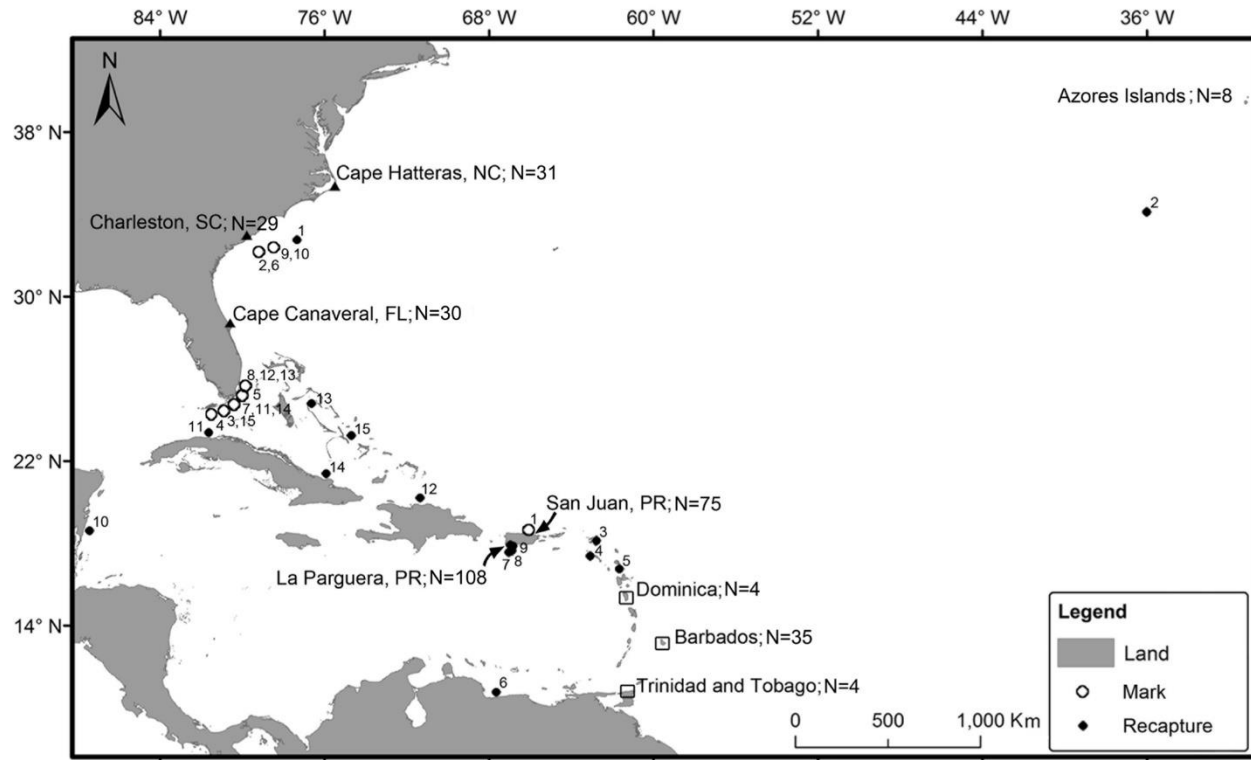 84° W 76° W 68° W 60° W 52° W 44° W 36° W
N
38° N
Azores Islands; N=8
Cape Hatteras, NC; N=31
2
Charleston, SC; N=29
1
9,10
2,6
30° N
Cape Canaveral, FL; N=30
8,12,13
5
13
7,11,14
3,15
4
11
15
22° N
14
12
San Juan, PR; N=75
10
1
3
9
4
7
8
5
La Parguera, PR; N=108
Dominica; N=4
14° N
Barbados; N=35
6
Trinidad and Tobago; N=4
0 500 1,000 Km
Legend
Land
Mark
Recapture